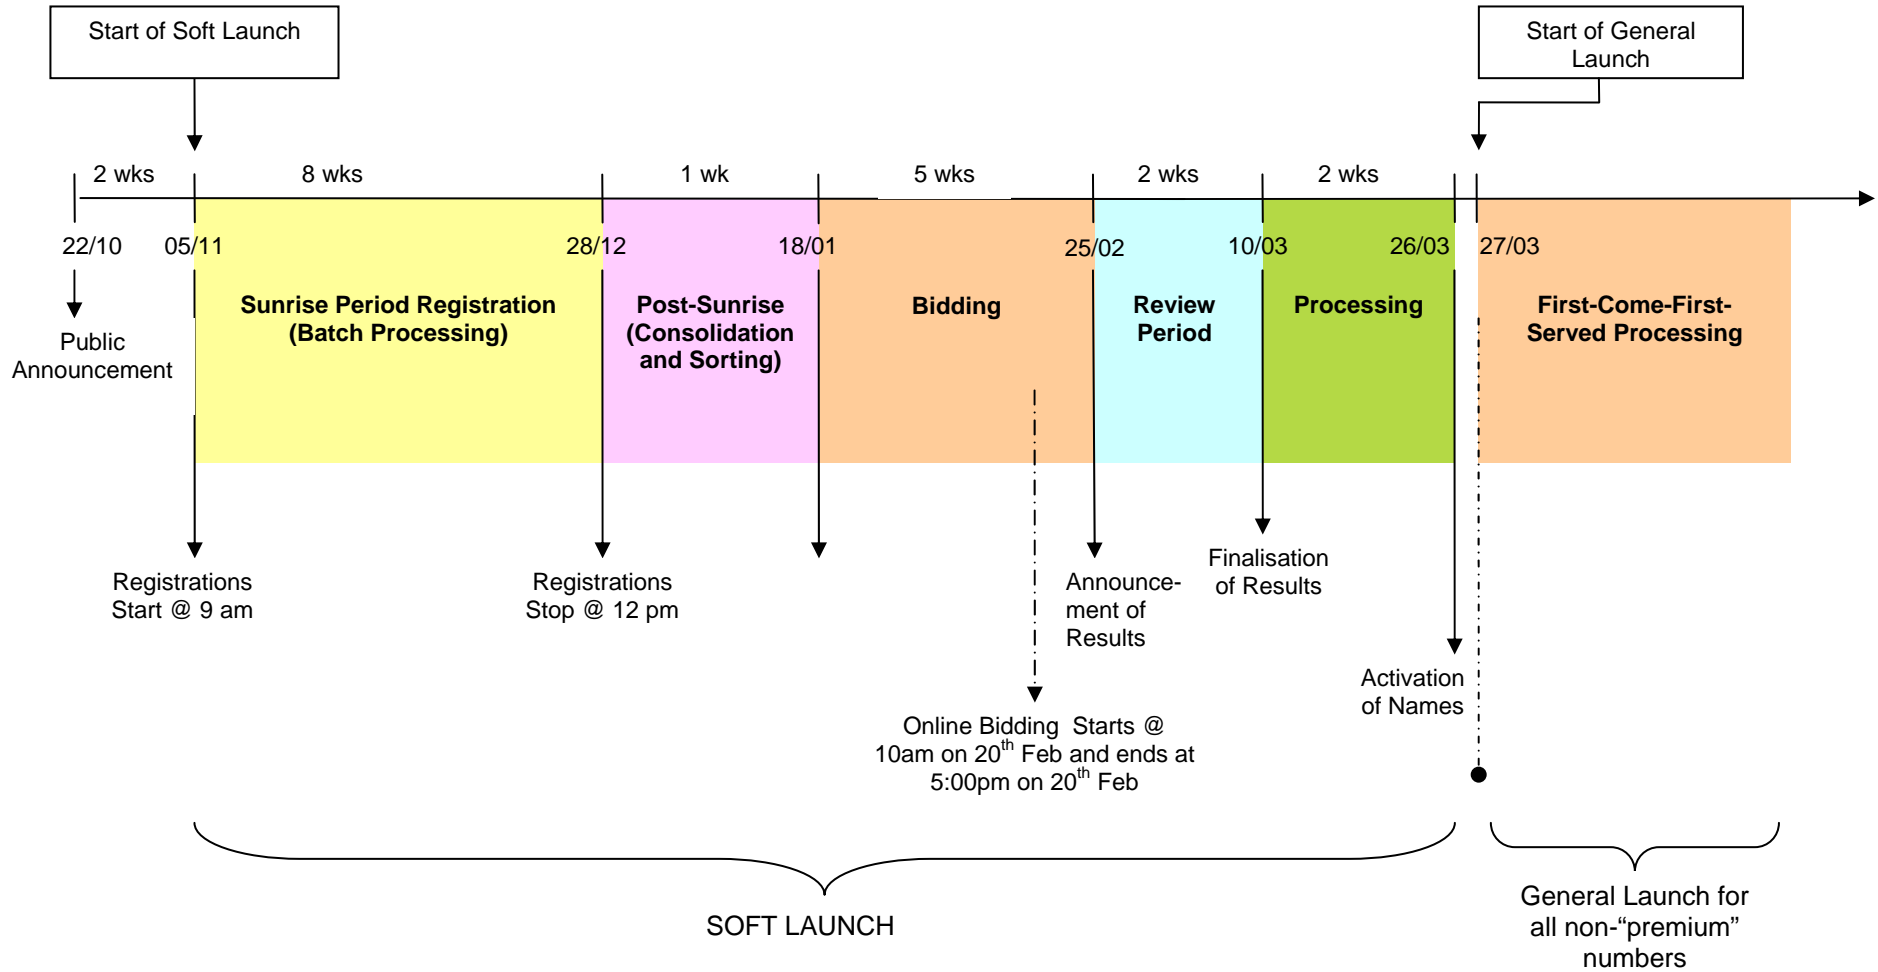 Start of Soft Launch
Start of General
Launch
2 wks
8 wks
1 wk
5 wks
2 wks
2 wks
22/10
05/11
28/12
18/01
25/02
10/03
26/03
27/03
Public
Announcement
Sunrise Period Registration
(Batch Processing)
Post-Sunrise
(Consolidation
and Sorting)
Bidding
Review
Period
Processing
First-Come-First-
Served Processing
Registrations
Start @ 9 am
Registrations
Stop @ 12 pm
Announce-
ment of
Results
Finalisation
of Results
Activation
of Names
Online Bidding  Starts @
10am on 20th Feb and ends at
5:00pm on 20th Feb
SOFT LAUNCH
General Launch for
all non-“premium”
numbers